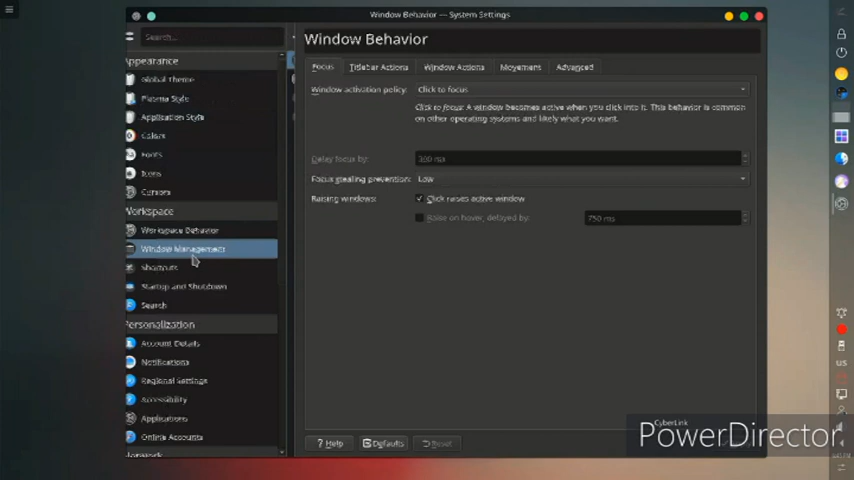 Window Behavior — System Settings
Search...
Window Behavior
Appearance
Global Theme
Plasma Style
Application Style
Colors
Fonts
Icons
Cursors
Workspace
Workspace Behavior
Window Management
Shortcuts
Startup and Shutdown
Search
Personalization
Account Details
Notifications
Regional Settings
Accessibility
Applications
Online Accounts
Network
Focus
Titlebar Actions
Window Actions
Movement
Advanced
Window activation policy:
Click to focus
Click to focus: A window becomes active when you click into it. This behavior is common
on other operating systems and likely what you want.
Delay focus by:
300 ms
Focus stealing prevention:
Low
Raising windows:
Click raises active window
Raise on hover, delayed by:
750 ms
Help
Defaults
Reset
US
CyberLink
PowerDirector